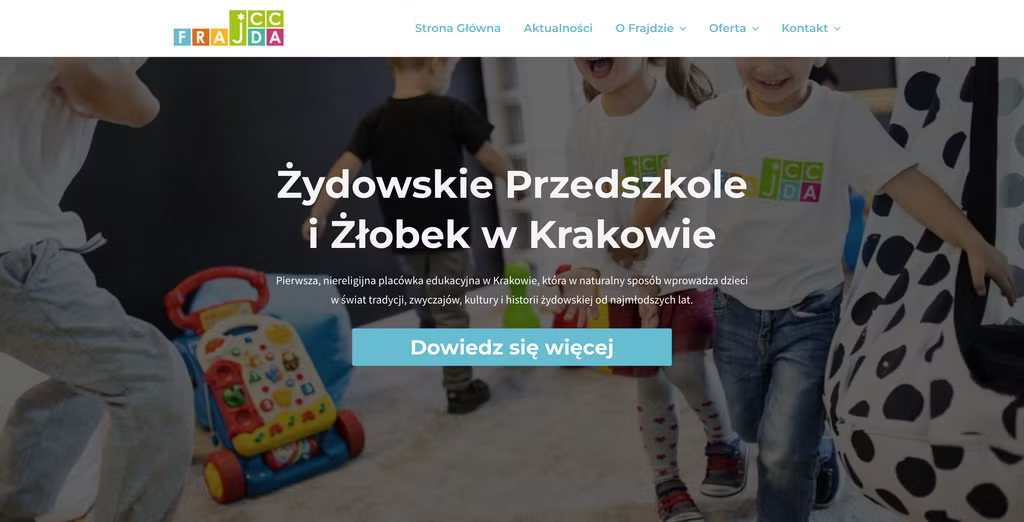 JCC
FRAJDA
Strona Główna
Aktualności
O Frajdzie
Oferta
Kontakt
Żydowskie Przedszkole
i Żłobek w Krakowie
Pierwsza, niereligijna placówka edukacyjna w Krakowie, która w naturalny sposób wprowadza dzieci
w świat tradycji, zwyczajów, kultury i historii żydowskiej od najmłodszych lat.
Dowiedz się więcej
JCC
DA